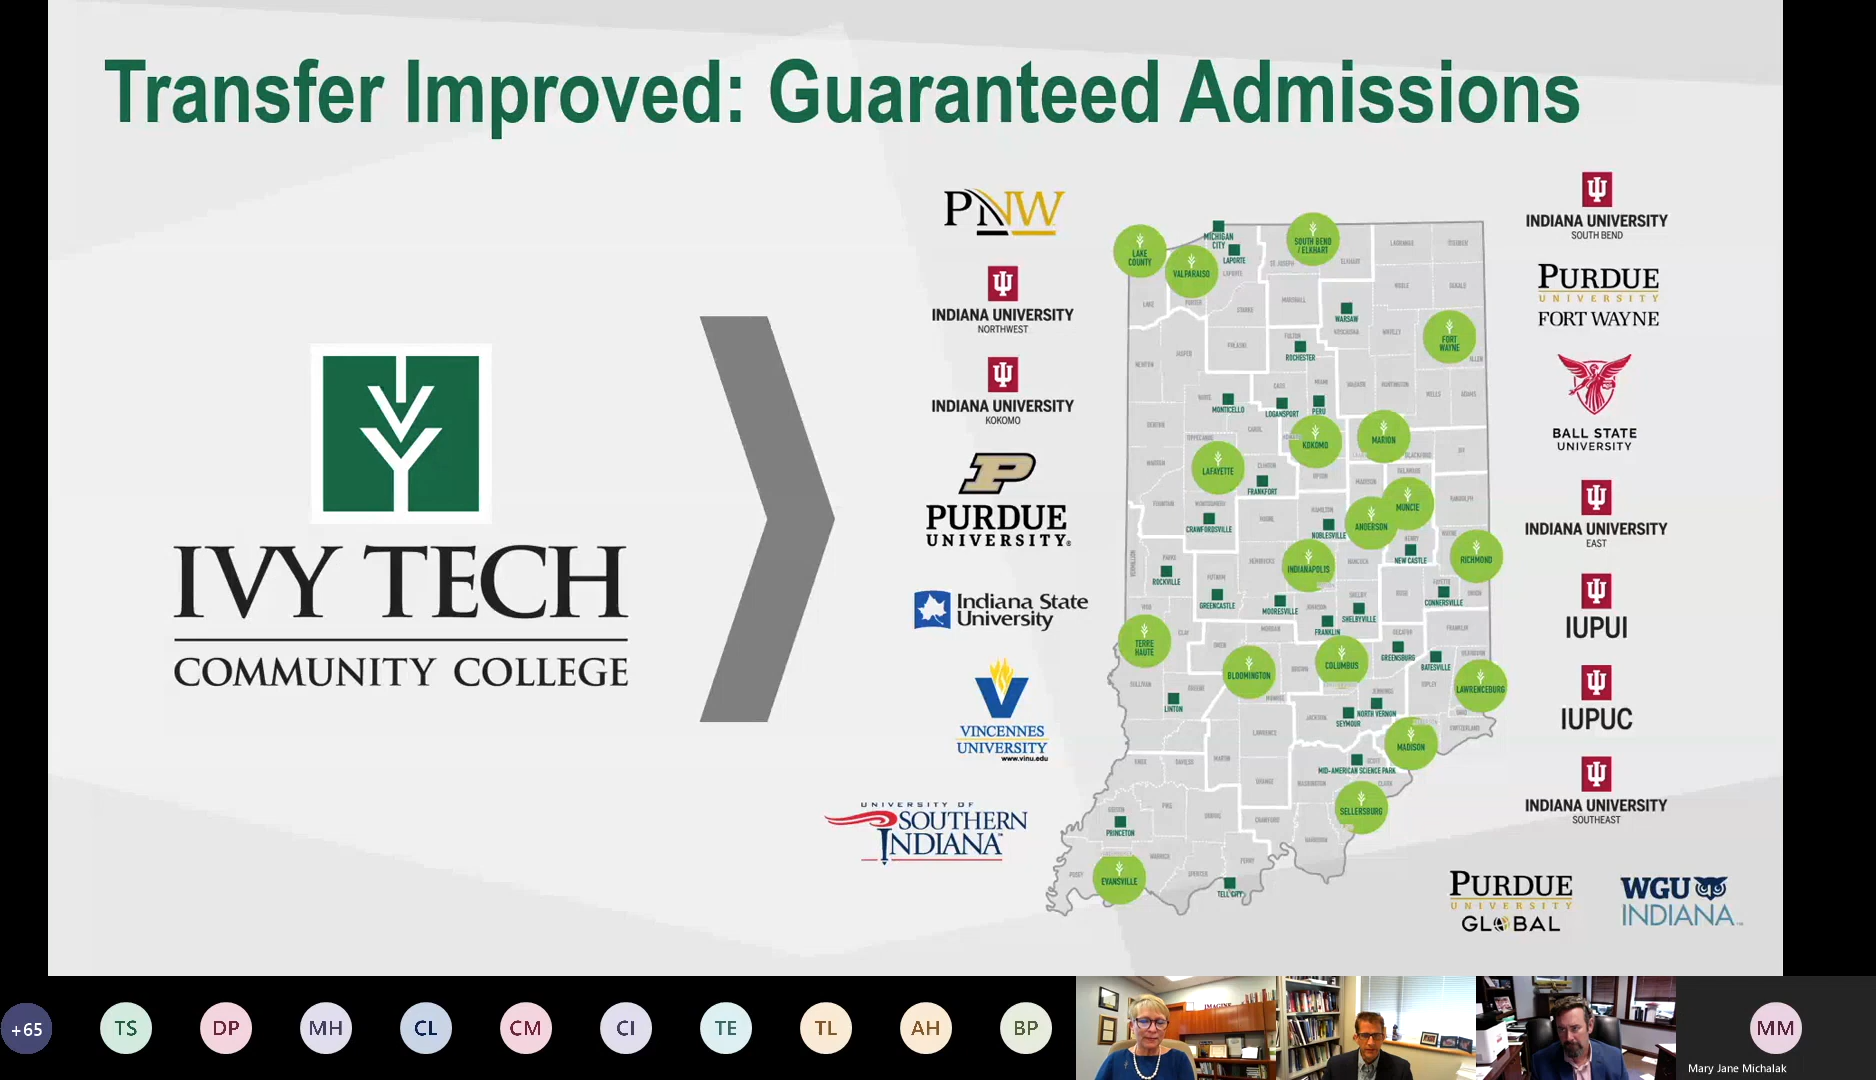 Transfer Improved: Guaranteed Admissions
IVY TECH
COMMUNITY COLLEGE
PNW
INDIANA UNIVERSITY
NORTHWEST
INDIANA UNIVERSITY
KOKOMO
PURDUE
UNIVERSITY®
Indiana State
University
VINCENNES
UNIVERSITY
www.vinu.edu
UNIVERSITY OF
SOUTHERN
INDIANA™
LAKE
COUNTY
MICHIGAN
CITY
LAPORTE
VALPARAISO
SOUTH BEND
/ ELKHART
WARSAW
FORT
WAYNE
ROCHESTER
MONTICELLO
LOGANSPORT
PERU
KOKOMO
MARION
LAFAYETTE
FRANKFORT
MUNCIE
CRAWFORDSVILLE
NOBLESVILLE
ANDERSON
NEW CASTLE
RICHMOND
INDIANAPOLIS
ROCKVILLE
GREENCASTLE
MOORESVILLE
SHELBYVILLE
CONNERSVILLE
FRANKLIN
TERRE
HAUTE
COLUMBUS
GREENSBURG
BATESVILLE
BLOOMINGTON
LAWRENCEBURG
LINTON
SEYMOUR
NORTH VERNON
MADISON
MID-AMERICAN SCIENCE PARK
SELLERSBURG
PRINCETON
EVANSVILLE
TELL CITY
INDIANA UNIVERSITY
SOUTH BEND
PURDUE
UNIVERSITY
FORT WAYNE
BALL STATE
UNIVERSITY
INDIANA UNIVERSITY
EAST
IUPUI
IUPUC
INDIANA UNIVERSITY
SOUTHEAST
PURDUE
UNIVERSITY
GLOBAL
WGU
INDIANA
+65
TS
DP
MH
CL
CM
CI
TE
TL
AH
BP
IMAGINE
MM
Mary Jane Michalak